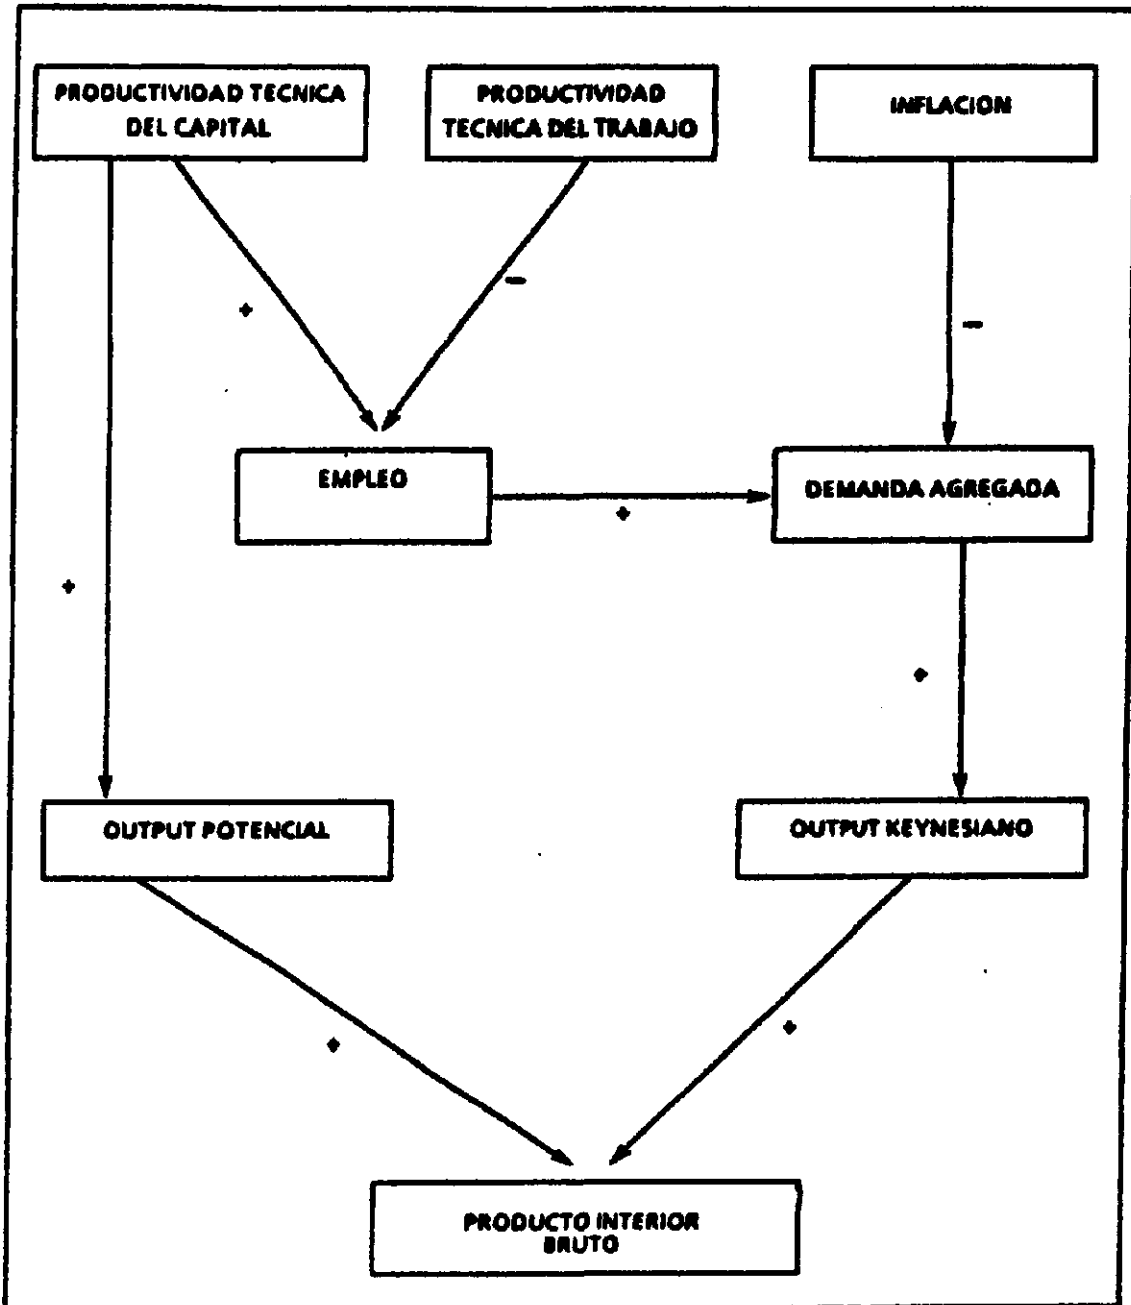 PRODUCTIVIDAD TECNICA
DEL CAPITAL
PRODUCTIVIDAD
TECNICA DEL TRABAJO
INFLACION
+
−
−
EMPLEO
DEMANDA AGREGADA
+
+
+
OUTPUT POTENCIAL
OUTPUT KEYNESIANO
+
+
PRODUCTO INTERIOR
BRUTO